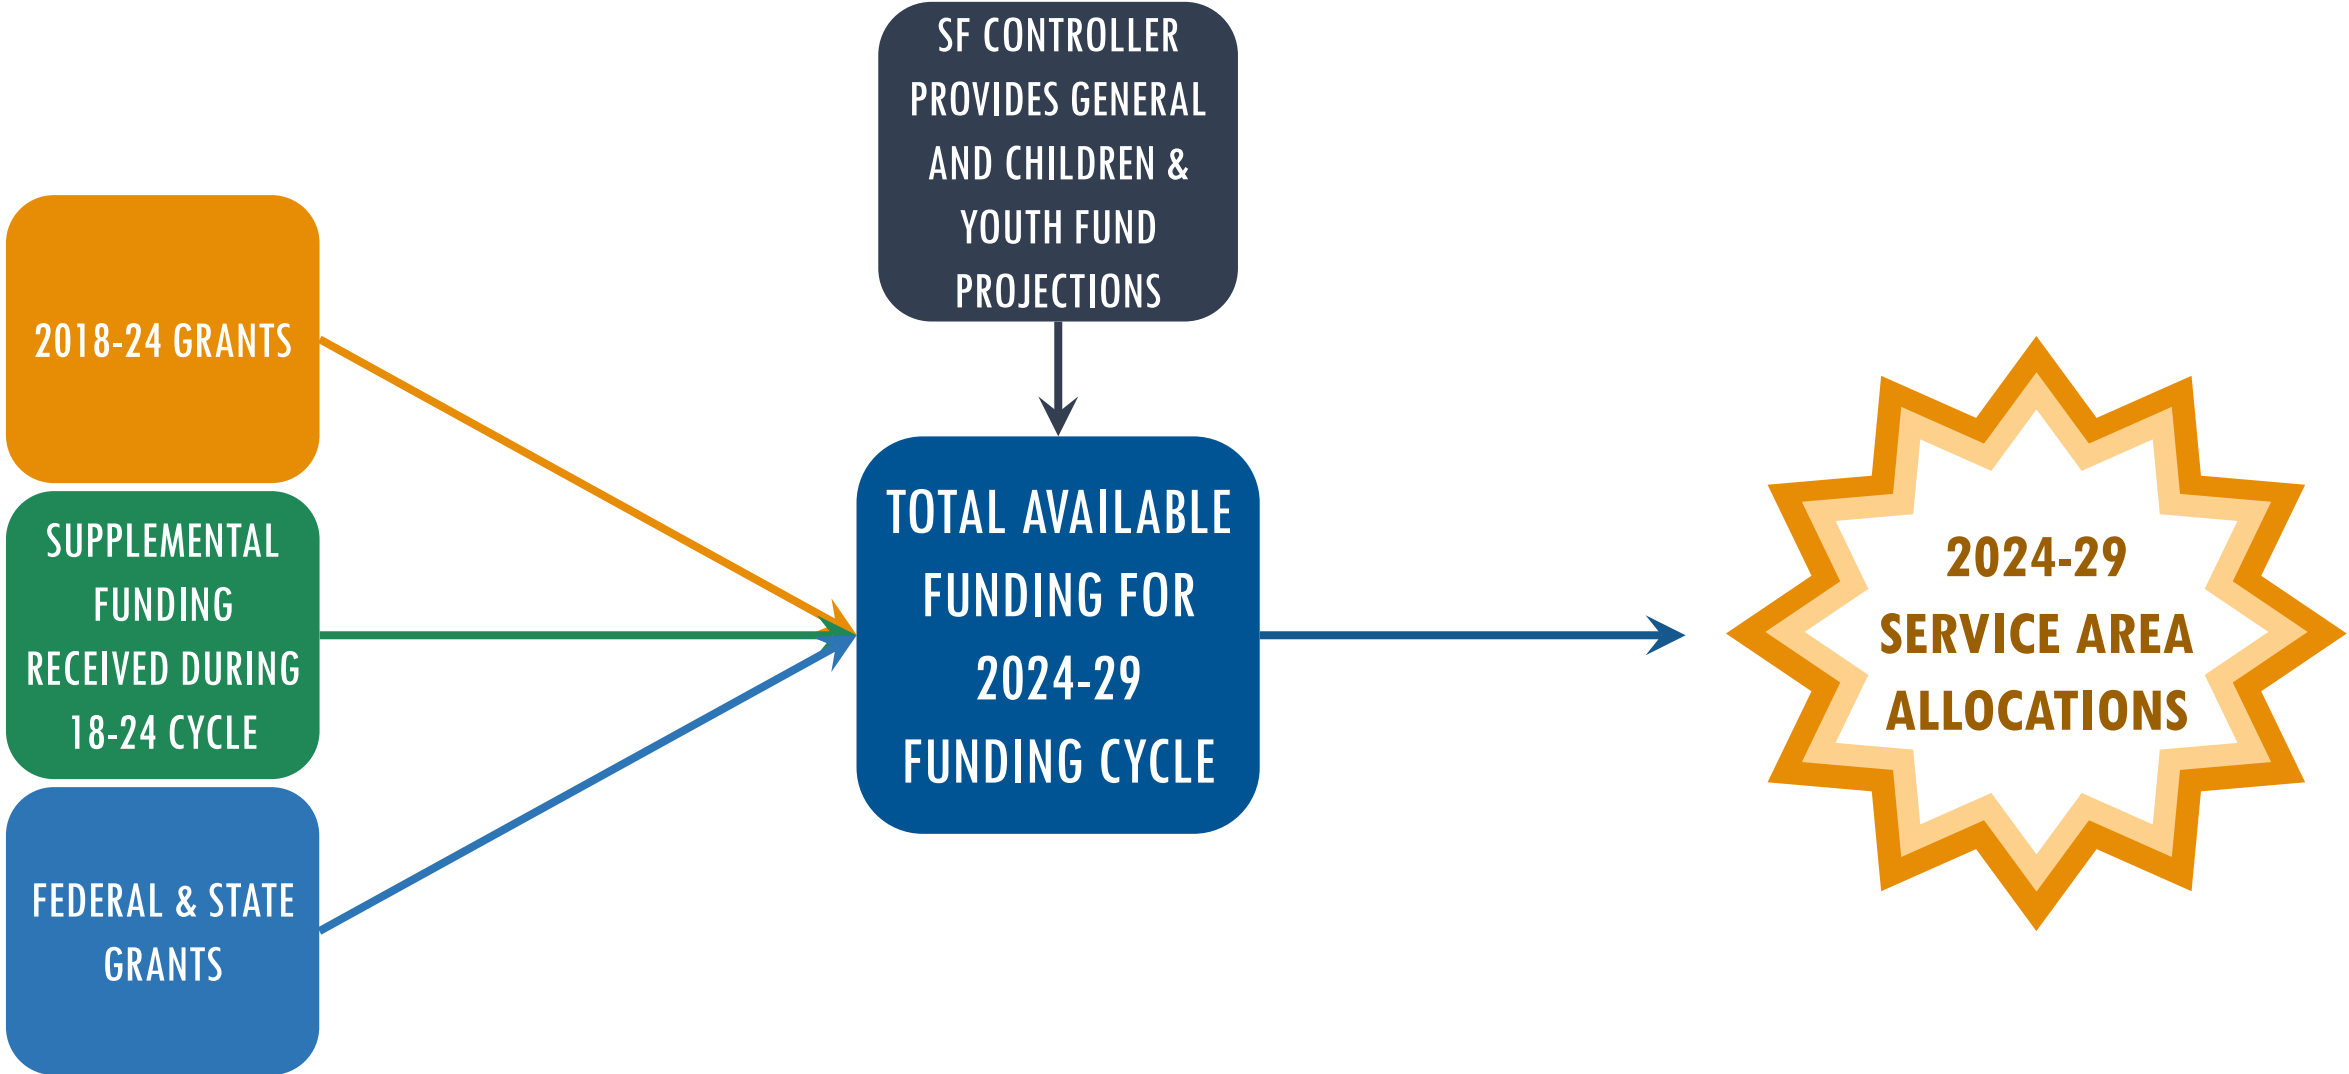 SF CONTROLLER
PROVIDES GENERAL
AND CHILDREN &
YOUTH FUND
PROJECTIONS
2018-24 GRANTS
SUPPLEMENTAL
FUNDING
RECEIVED DURING
18-24 CYCLE
FEDERAL & STATE
GRANTS
TOTAL AVAILABLE
FUNDING FOR
2024-29
FUNDING CYCLE
2024-29
SERVICE AREA
ALLOCATIONS